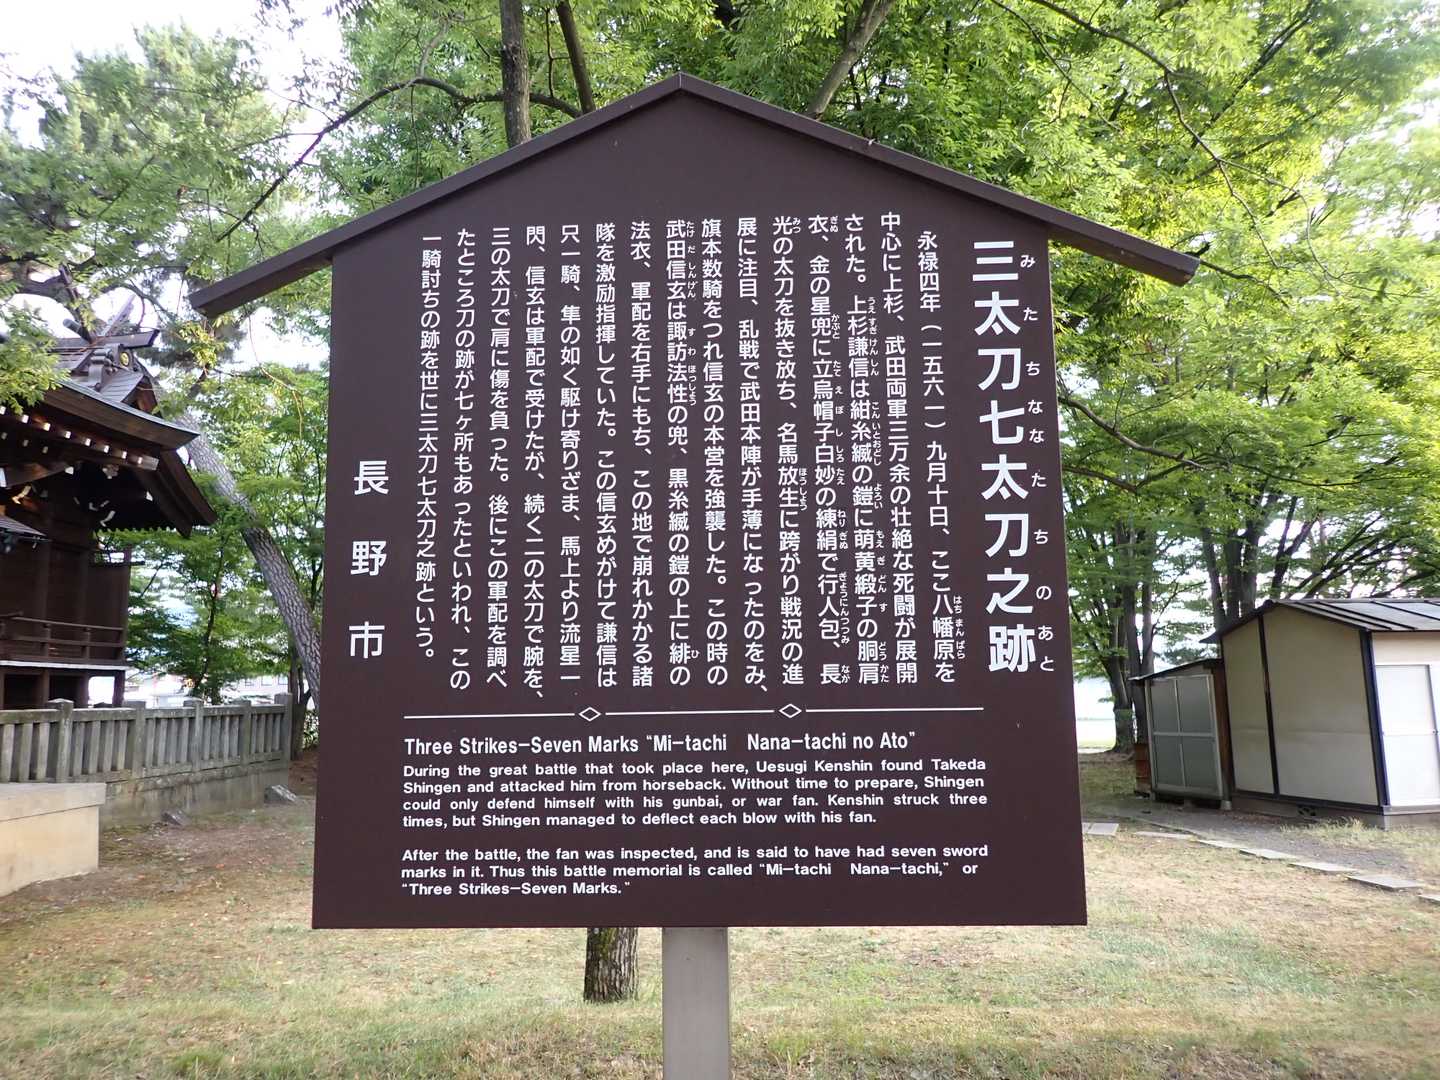 三太刀七太刀之跡
みたちななたちのあと
永禄四年（一五六一）九月十日、ここ八幡原を
中心に上杉、武田両軍三万余の壮絶な死闘が展開
された。上杉謙信は紺糸縅の鎧に萌黄緞子の胴肩
衣、金の星兜に立烏帽子白妙の練絹で行人包、長
光の太刀を抜き放ち、名馬放生に跨がり戦況の進
展に注目、乱戦で武田本陣が手薄になったのをみ、
旗本数騎をつれ信玄の本営を強襲した。この時の
武田信玄は諏訪法性の兜、黒糸縅の鎧の上に緋の
法衣、軍配を右手にもち、この地で崩れかかる諸
隊を激励指揮していた。この信玄めがけて謙信は
只一騎、隼の如く駆け寄りざま、馬上より流星一
閃、信玄は軍配で受けたが、続く二の太刀で腕を、
三の太刀で肩に傷を負った。後にこの軍配を調べ
たところ刀の跡が七ヶ所もあったといわれ、この
一騎討ちの跡を世に三太刀七太刀之跡という。
長野市
Three Strikes−Seven Marks “Mi−tachi Nana−tachi no Ato”
During the great battle that took place here, Uesugi Kenshin found Takeda
Shingen and attacked him from horseback. Without time to prepare, Shingen
could only defend himself with his gunbai, or war fan. Kenshin struck three
times, but Shingen managed to deflect each blow with his fan.
After the battle, the fan was inspected, and is said to have had seven sword
marks in it. Thus this battle memorial is called “Mi−tachi Nana−tachi,” or
“Three Strikes−Seven Marks.”